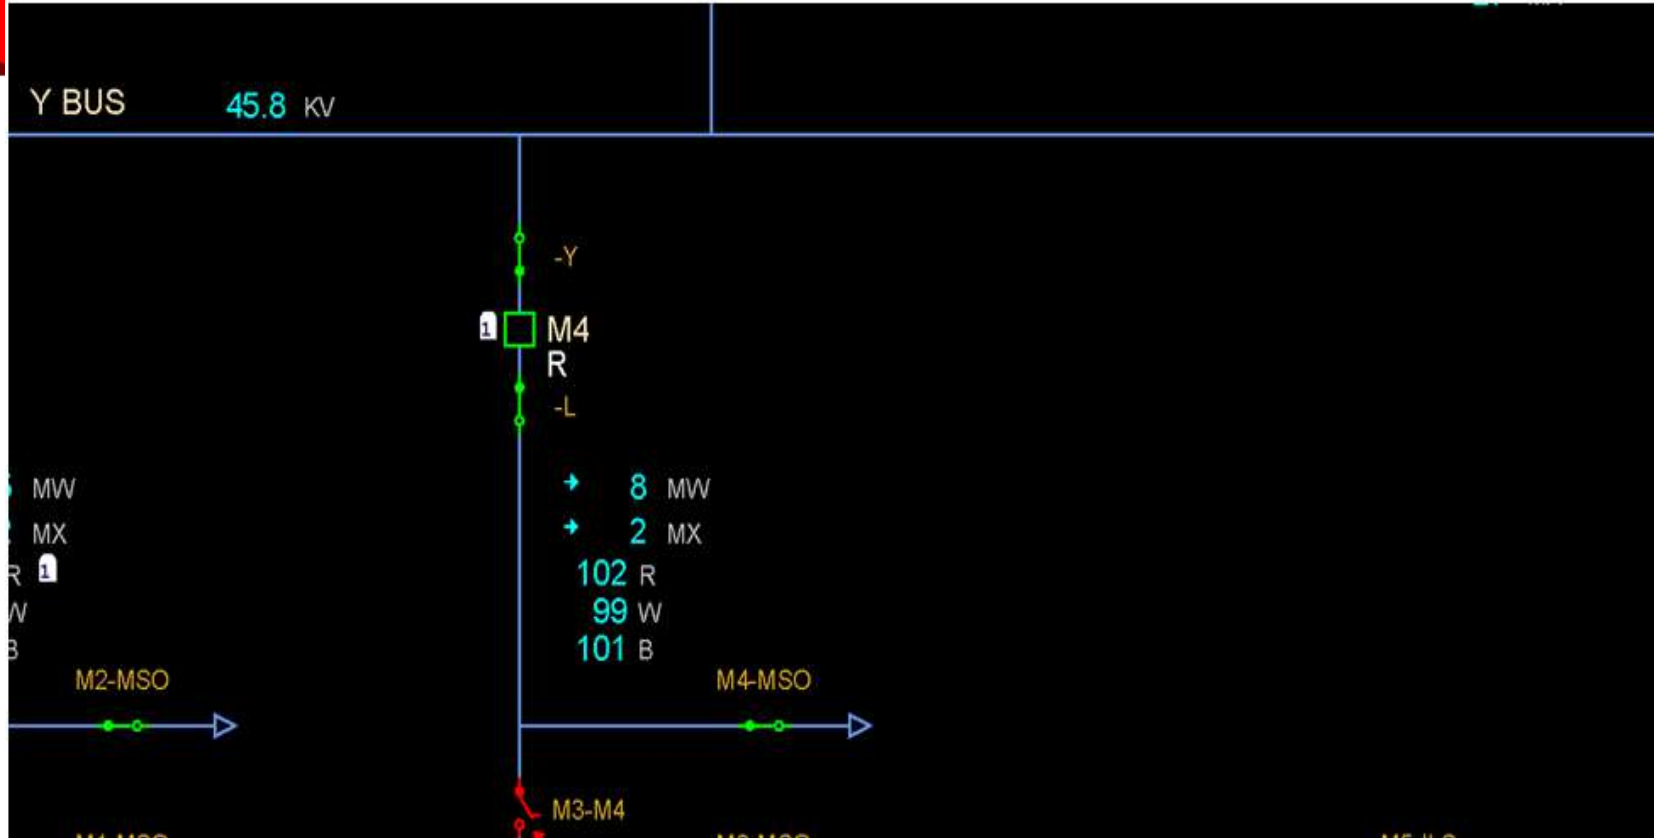 Y BUS 45.8 KV
-Y
1 M4
R
-L
MW
MX
R 1
W
B
8 MW
2 MX
102 R
99 W
101 B
M2-MSO
M4-MSO
M3-M4